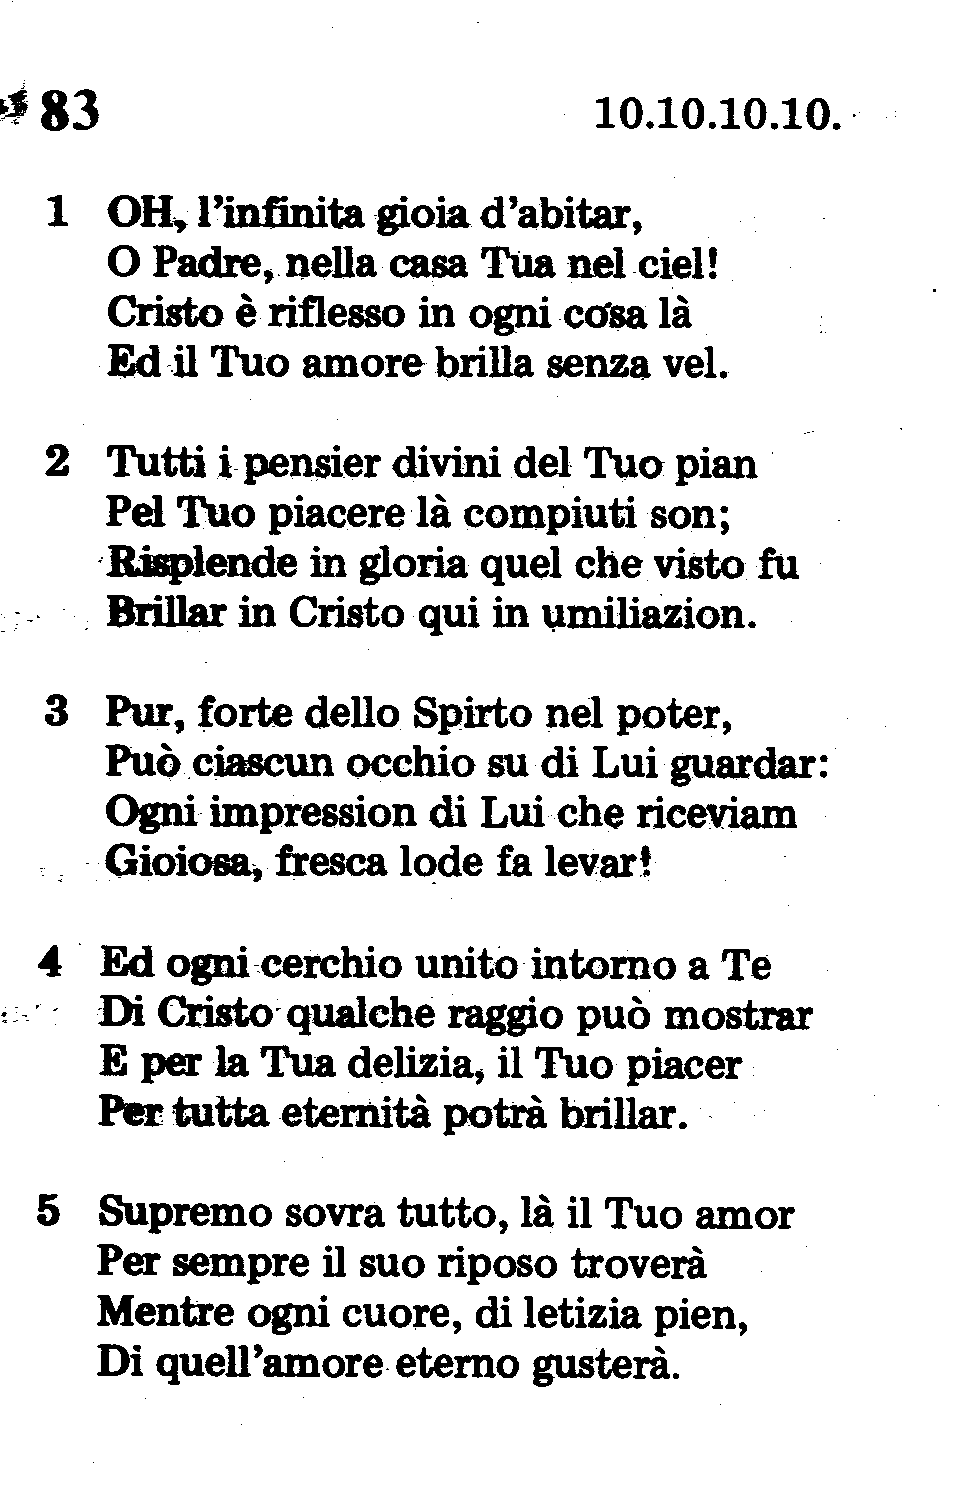 83 10.10.10.10.
1 OH, l'infinita gioia d'abitar,
O Padre, nella casa Tua nel ciel!
Cristo è riflesso in ogni cosa là
Ed il Tuo amore brilla senza vel.
2 Tutti i pensier divini del Tuo pian
Pel Tuo piacere là compiuti son;
Risplende in gloria quel che visto fu
Brillar in Cristo qui in umiliazion.
3 Pur, forte dello Spirto nel poter,
Può ciascun occhio su di Lui guardar:
Ogni impression di Lui che riceviam
Gioiosa, fresca lode fa levar!
4 Ed ogni cerchio unito intorno a Te
Di Cristo qualche raggio può mostrar
E per la Tua delizia, il Tuo piacer
Per tutta eternità potrà brillar.
5 Supremo sovra tutto, là il Tuo amor
Per sempre il suo riposo troverà
Mentre ogni cuore, di letizia pien,
Di quell'amore eterno gusterà.